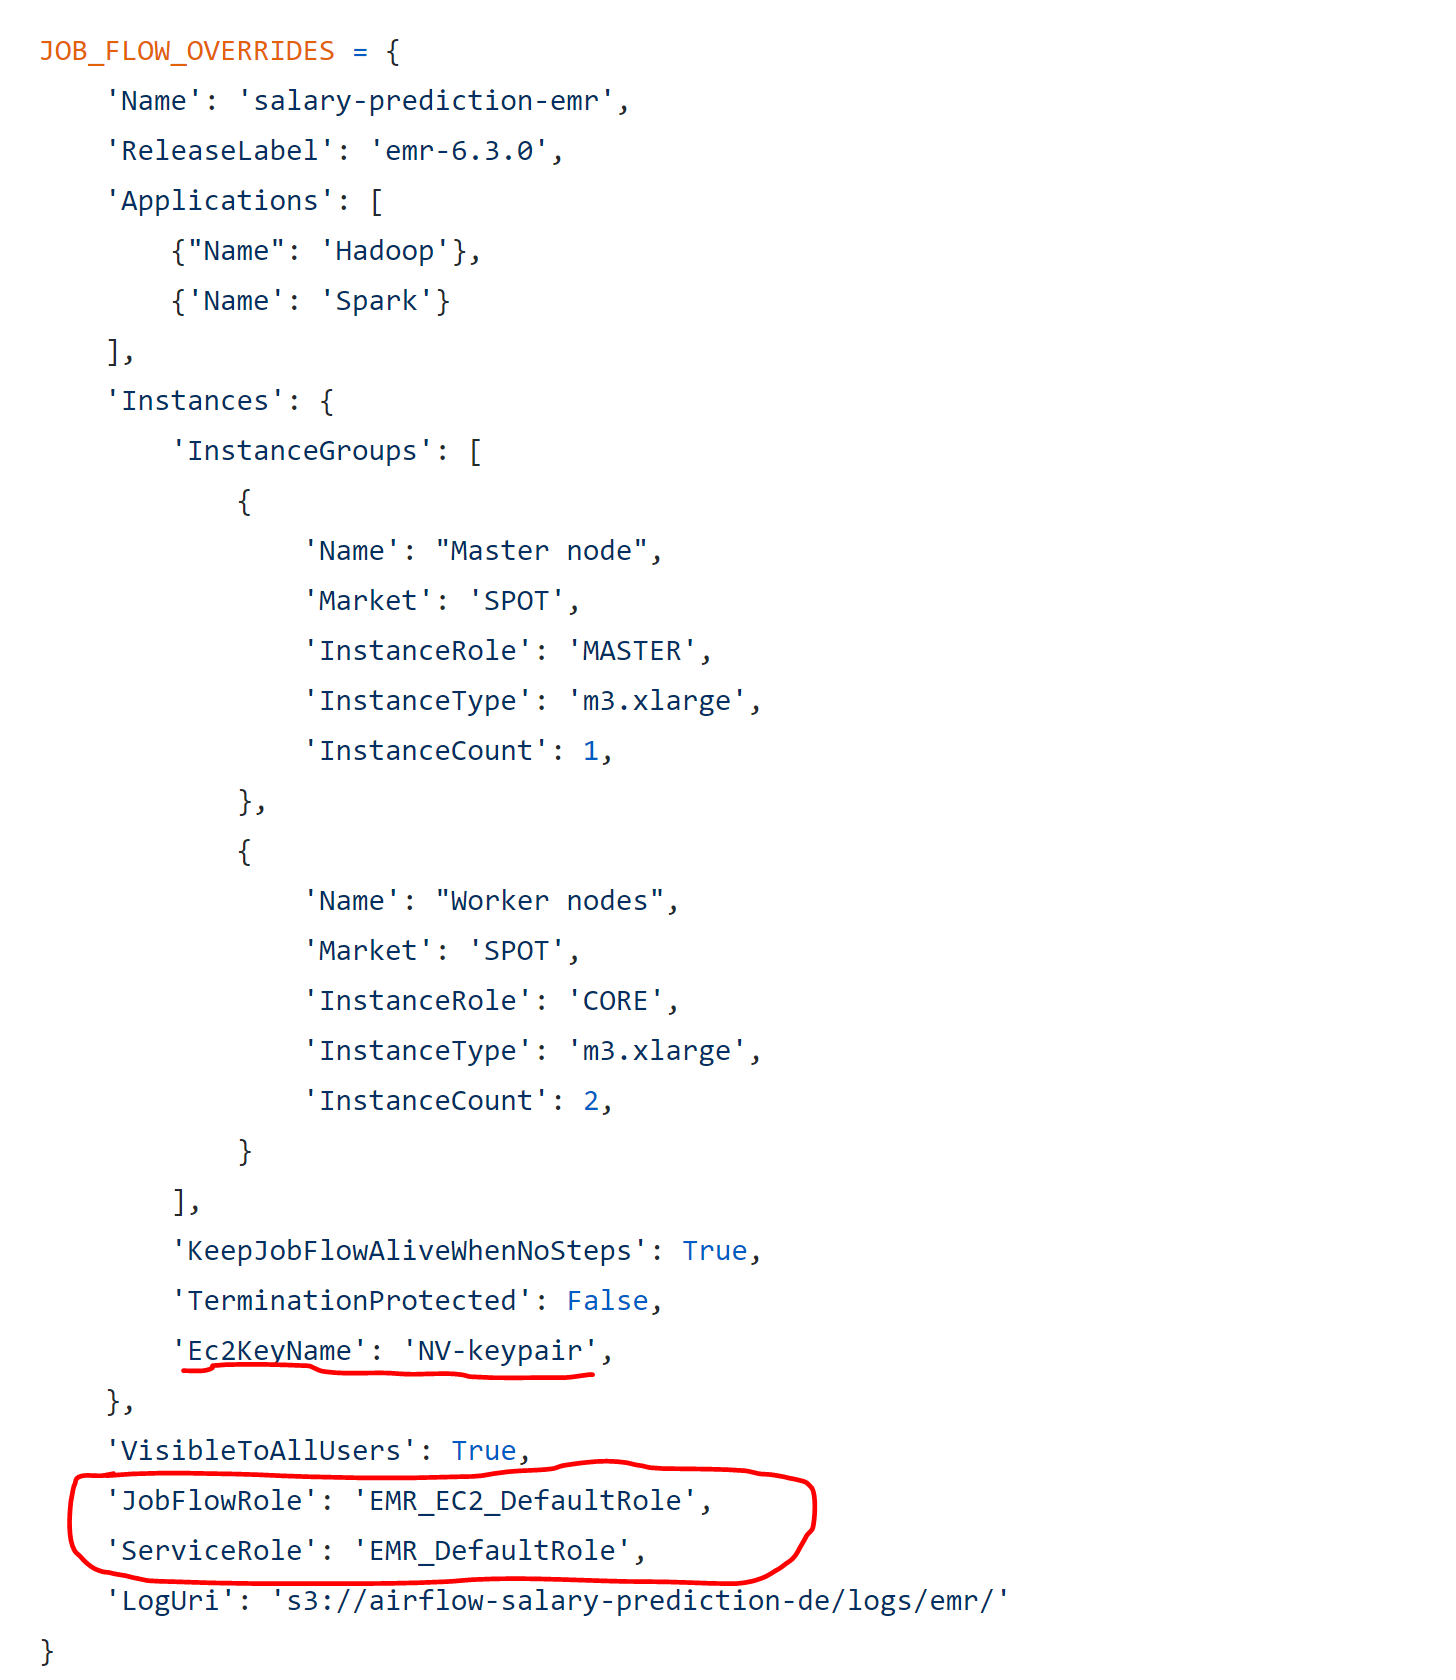 JOB_FLOW_OVERRIDES = {
'Name': 'salary-prediction-emr',
'ReleaseLabel': 'emr-6.3.0',
'Applications': [
{"Name": 'Hadoop'},
{'Name': 'Spark'}
],
'Instances': {
'InstanceGroups': [
{
'Name': "Master node",
'Market': 'SPOT',
'InstanceRole': 'MASTER',
'InstanceType': 'm3.xlarge',
'InstanceCount': 1,
},
{
'Name': "Worker nodes",
'Market': 'SPOT',
'InstanceRole': 'CORE',
'InstanceType': 'm3.xlarge',
'InstanceCount': 2,
}
],
'KeepJobFlowAliveWhenNoSteps': True,
'TerminationProtected': False,
'Ec2KeyName': 'NV-keypair',
},
'VisibleToAllUsers': True,
'JobFlowRole': 'EMR_EC2_DefaultRole',
'ServiceRole': 'EMR_DefaultRole',
'LogUri': 's3://airflow-salary-prediction-de/logs/emr/'
}